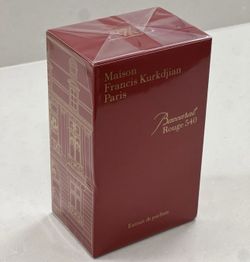 Maison
Francis Kurkdjian
Paris
Baccarat
Rouge 540
Extrait de parfum